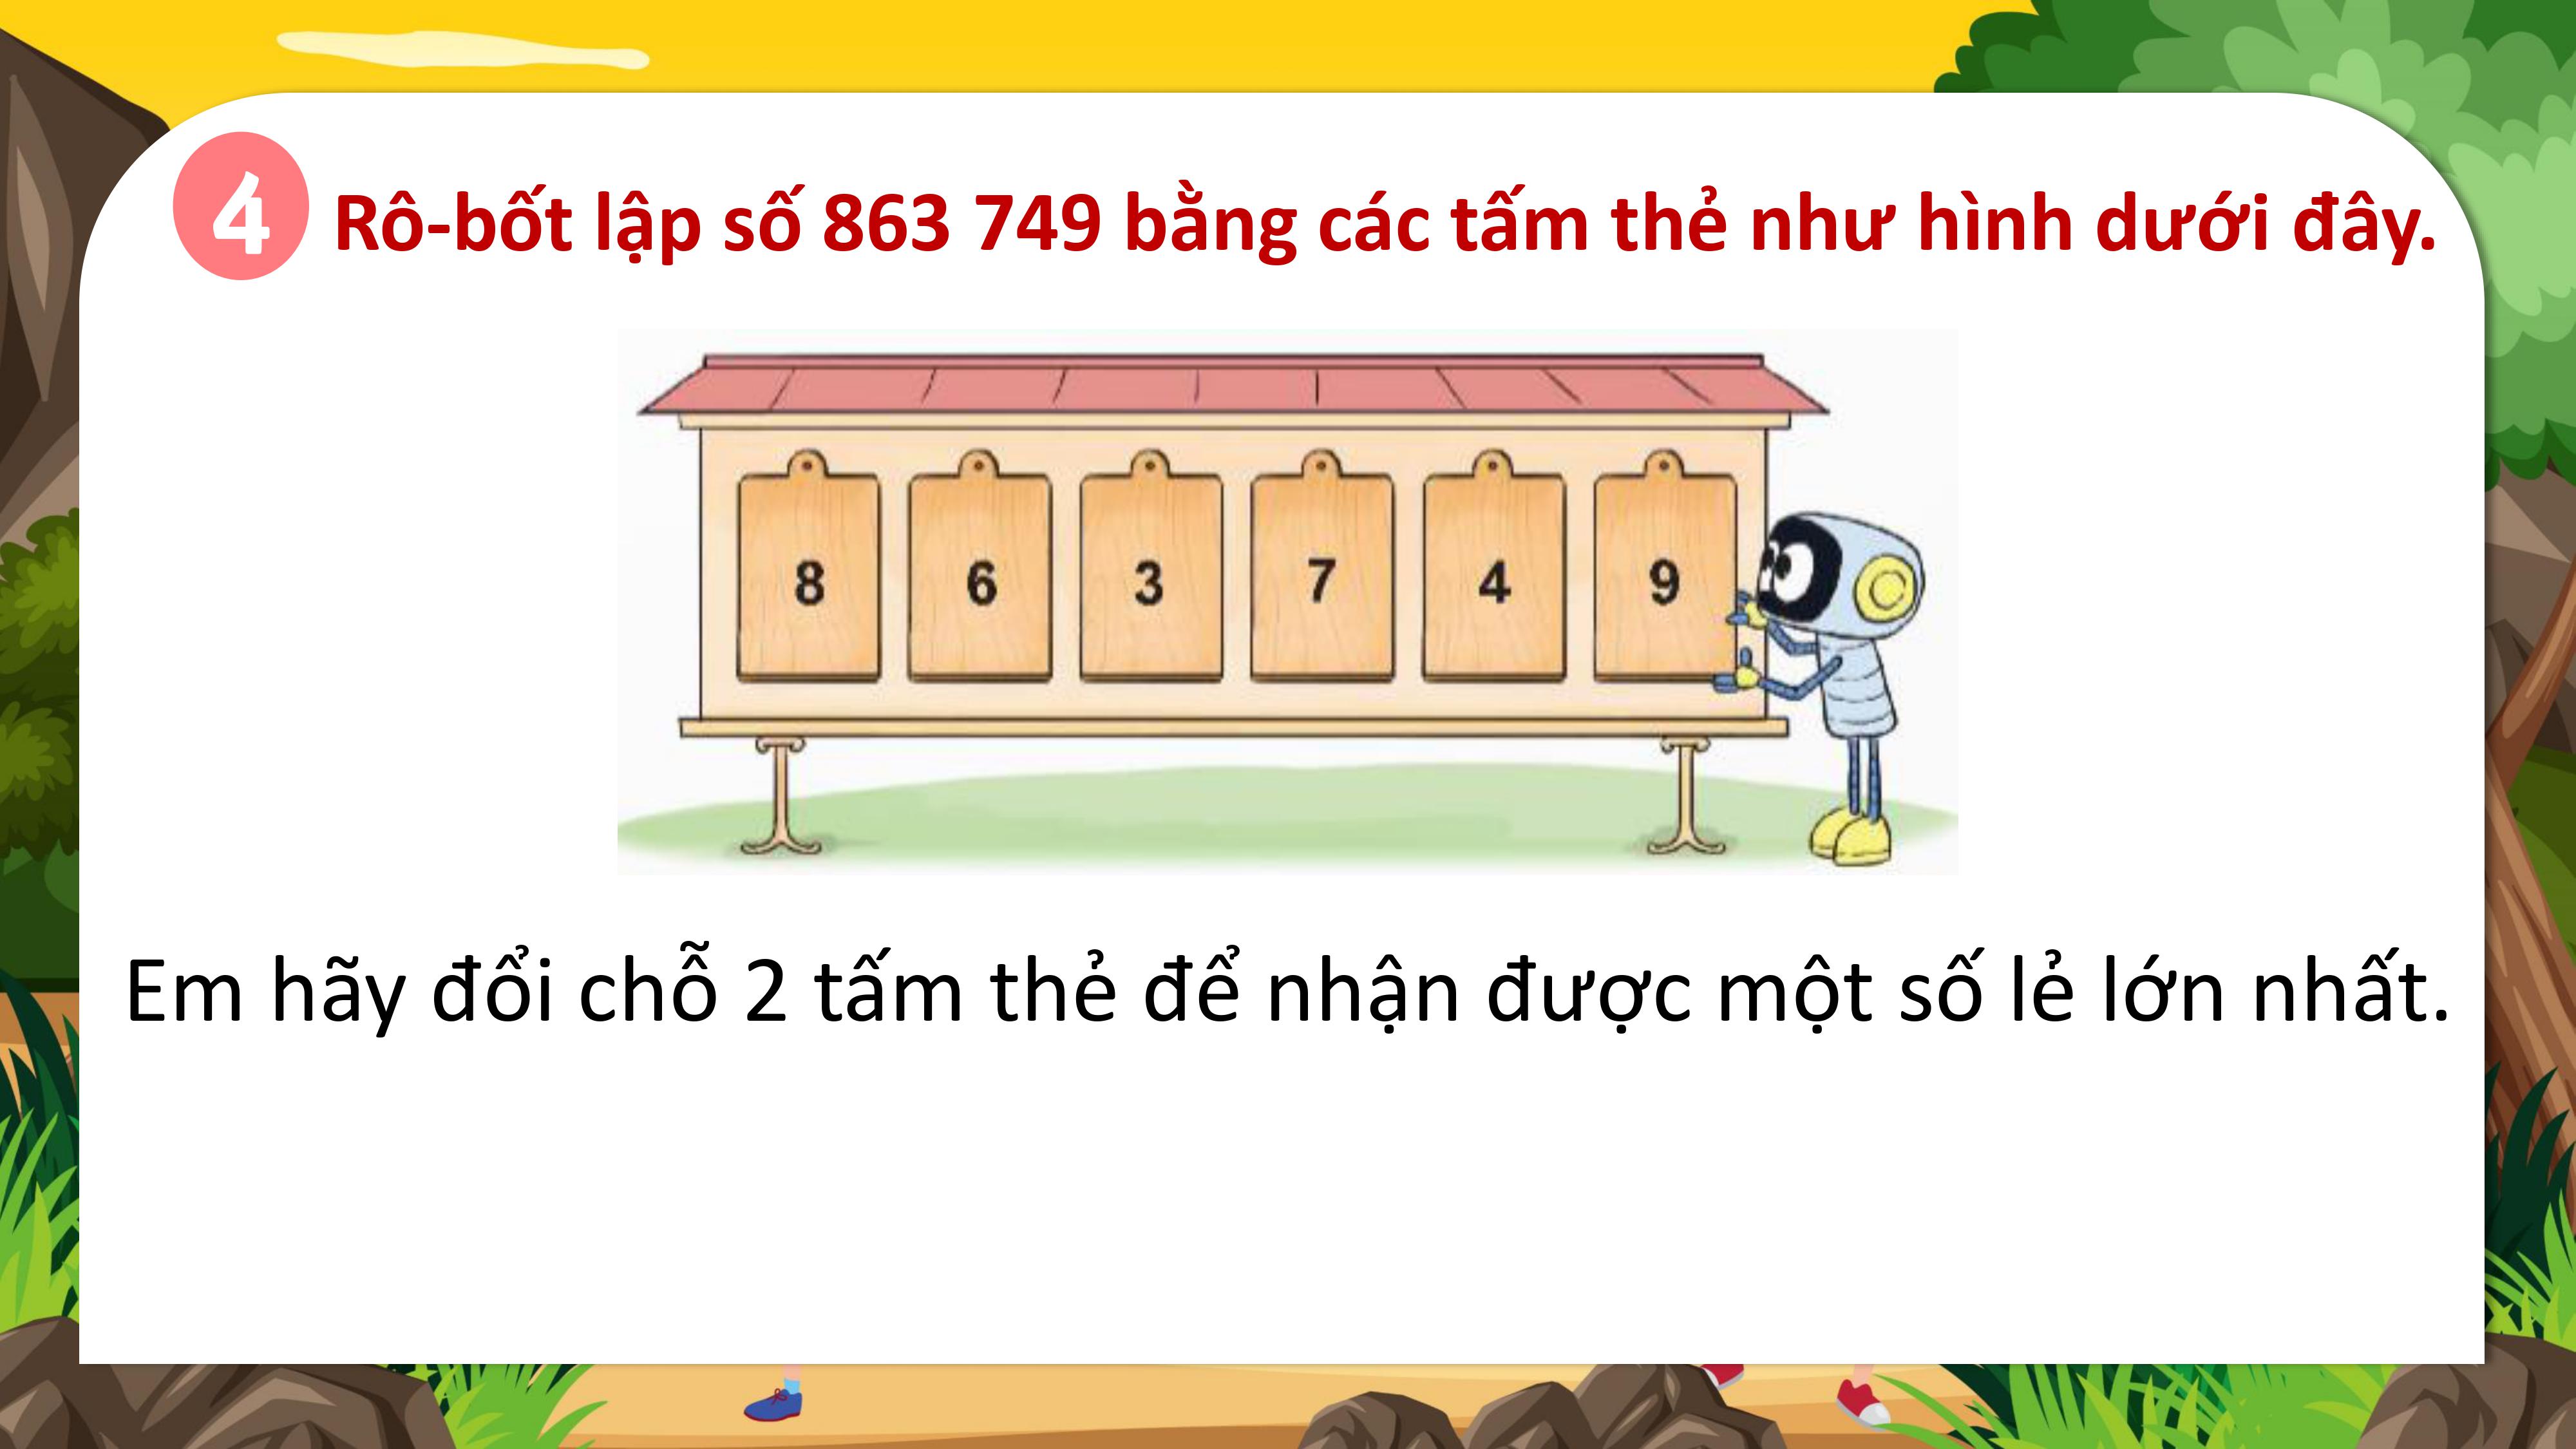 4 Rô-bốt lập số 863 749 bằng các tấm thẻ như hình dưới đây.
8 6 3 7 4 9
Em hãy đổi chỗ 2 tấm thẻ để nhận được một số lẻ lớn nhất.